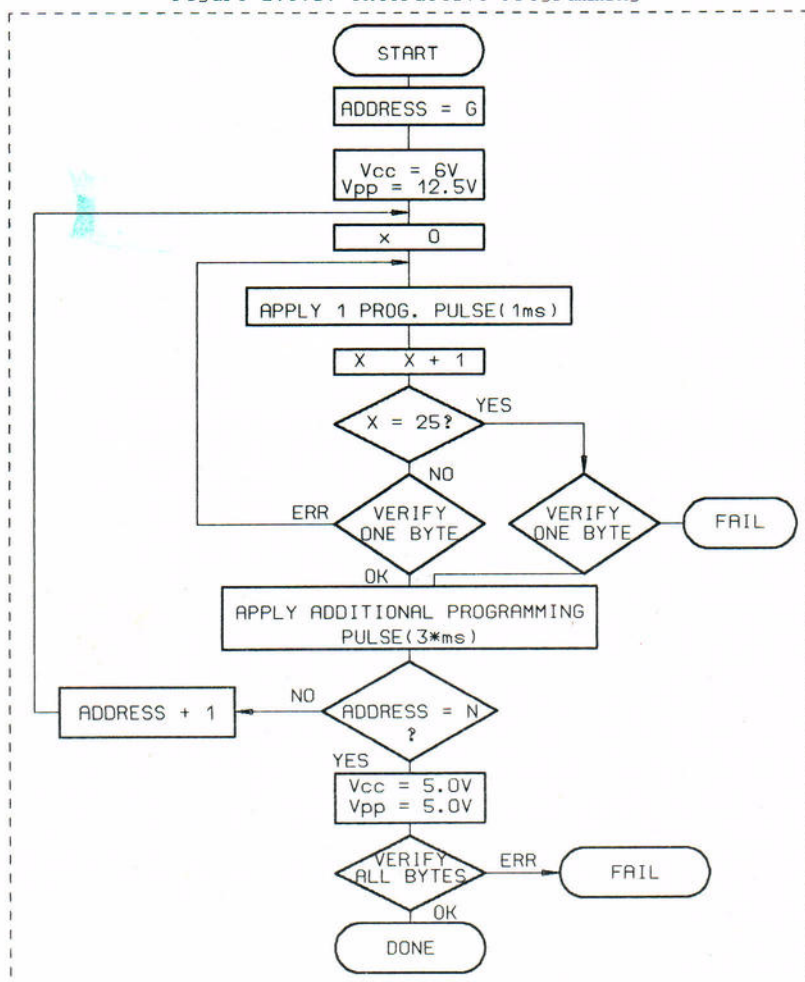 START
ADDRESS = G
Vcc = 6V
Vpp = 12.5V
x 0
APPLY 1 PROG. PULSE(1ms)
X X + 1
X = 25?
YES
NO
ERR
VERIFY
ONE BYTE
VERIFY
ONE BYTE
FAIL
OK
APPLY ADDITIONAL PROGRAMMING
PULSE(3*ms)
NO
ADDRESS + 1
ADDRESS = N
?
YES
Vcc = 5.0V
Vpp = 5.0V
VERIFY
ALL BYTES
ERR
FAIL
OK
DONE